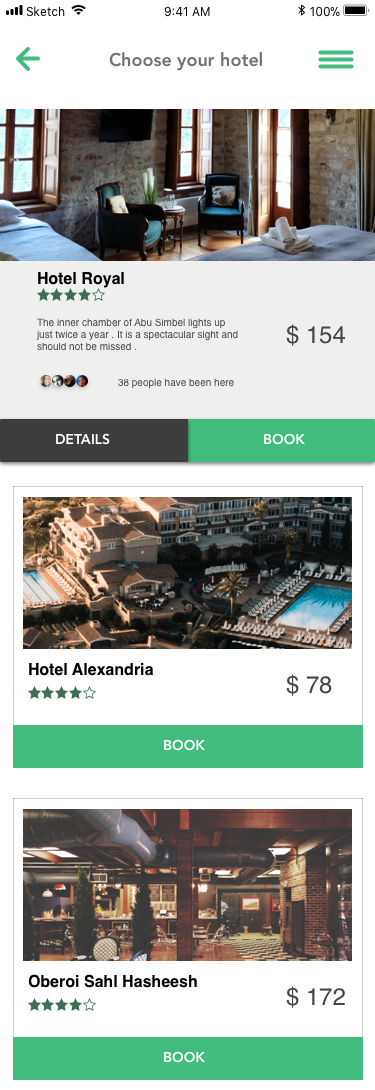 Sketch 9:41 AM 100%
Choose your hotel
Hotel Royal
The inner chamber of Abu Simbel lights up
just twice a year . It is a spectacular sight and
should not be missed .
$ 154
38 people have been here
DETAILS BOOK
Hotel Alexandria
$ 78
BOOK
Oberoi Sahl Hasheesh
$ 172
BOOK